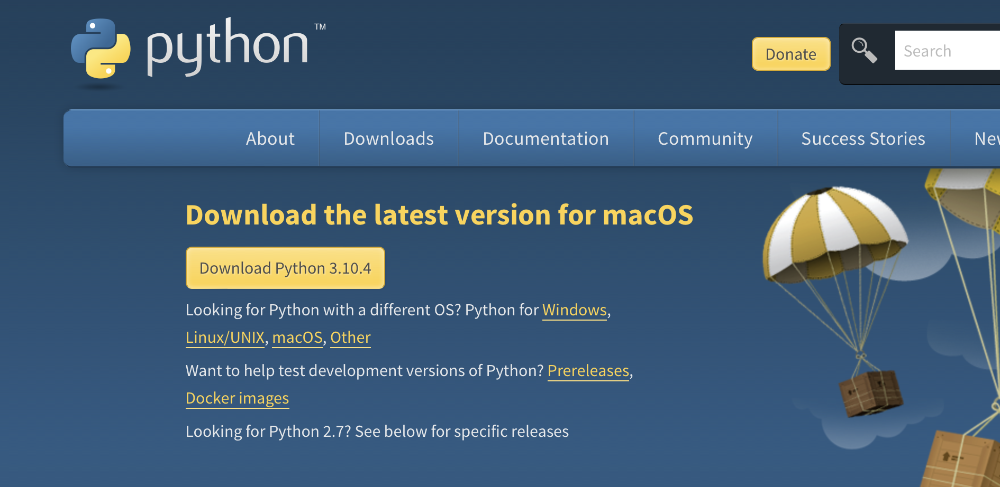 python™
Donate
Search
About
Downloads
Documentation
Community
Success Stories
Download the latest version for macOS
Download Python 3.10.4
Looking for Python with a different OS? Python for Windows,
Linux/UNIX, macOS, Other
Want to help test development versions of Python? Prereleases,
Docker images
Looking for Python 2.7? See below for specific releases